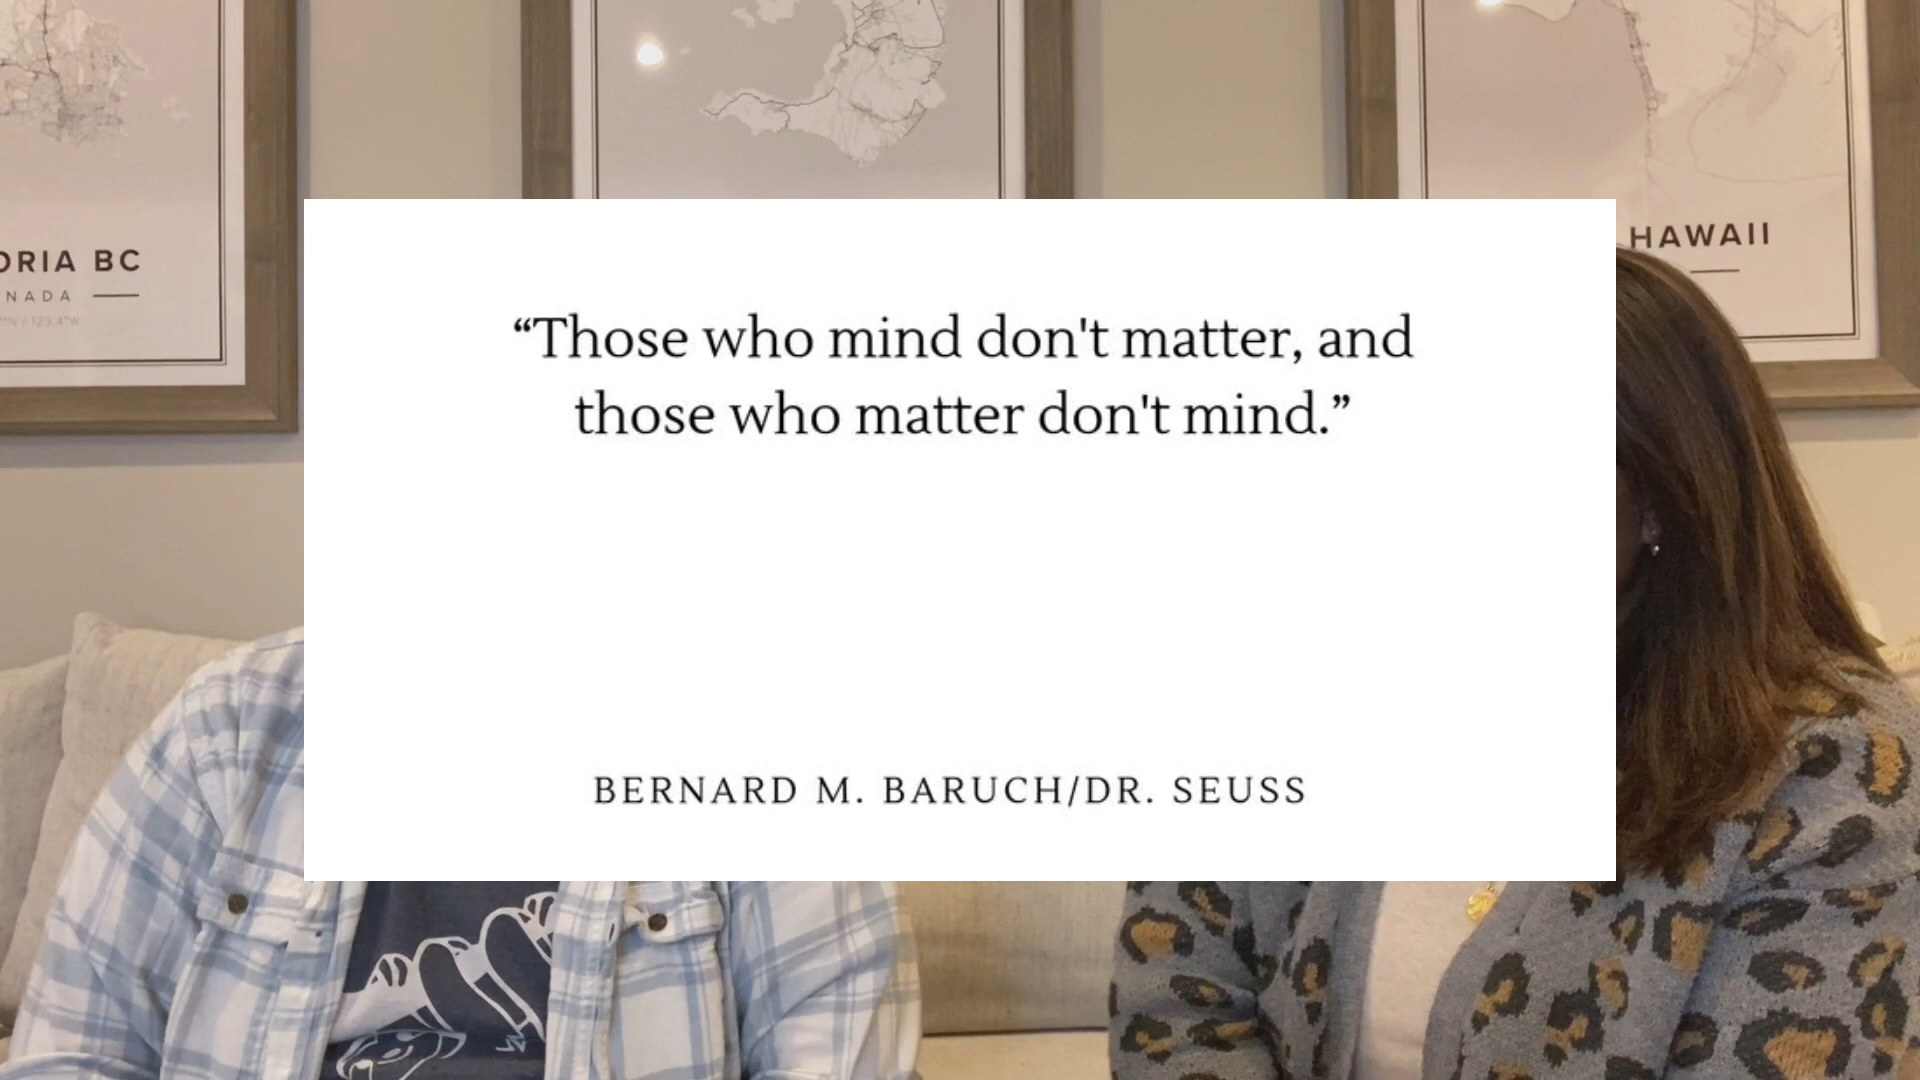 ORIA BC
NADA
HAWAII
“Those who mind don't matter, and
those who matter don't mind.”
BERNARD M. BARUCH/DR. SEUSS